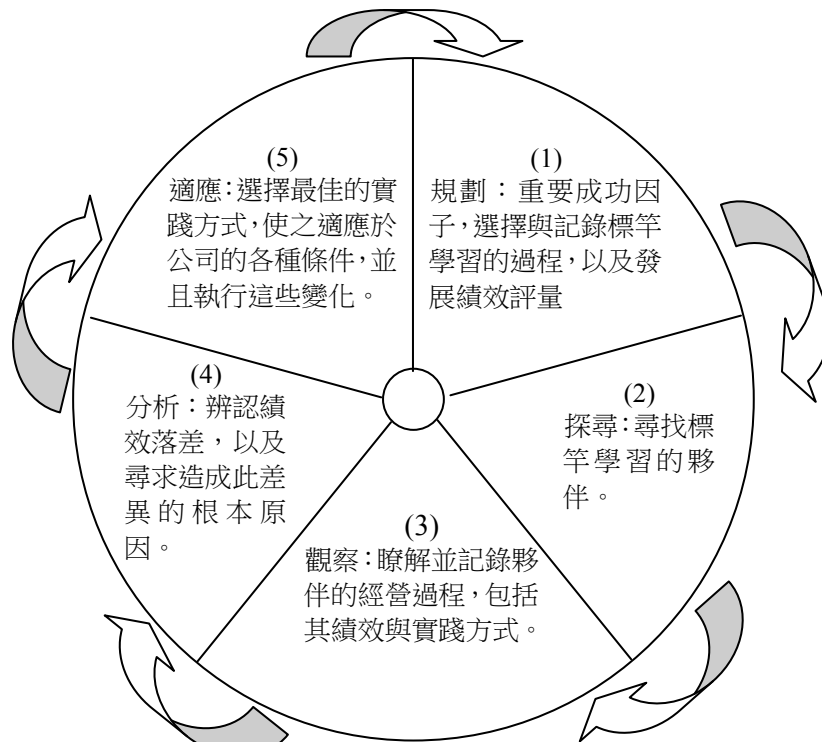 (1)
規劃：重要成功因
子，選擇與記錄標竿
學習的過程，以及發
展績效評量
(2)
探尋：尋找標
竿學習的夥
伴。
(3)
觀察：瞭解並記錄夥
伴的經營過程，包括
其績效與實踐方式。
(4)
分析：辨認績
效落差，以及
尋求造成此差
異的根本原
因。
(5)
適應：選擇最佳的實
踐方式，使之適應於
公司的各種條件，並
且執行這些變化。